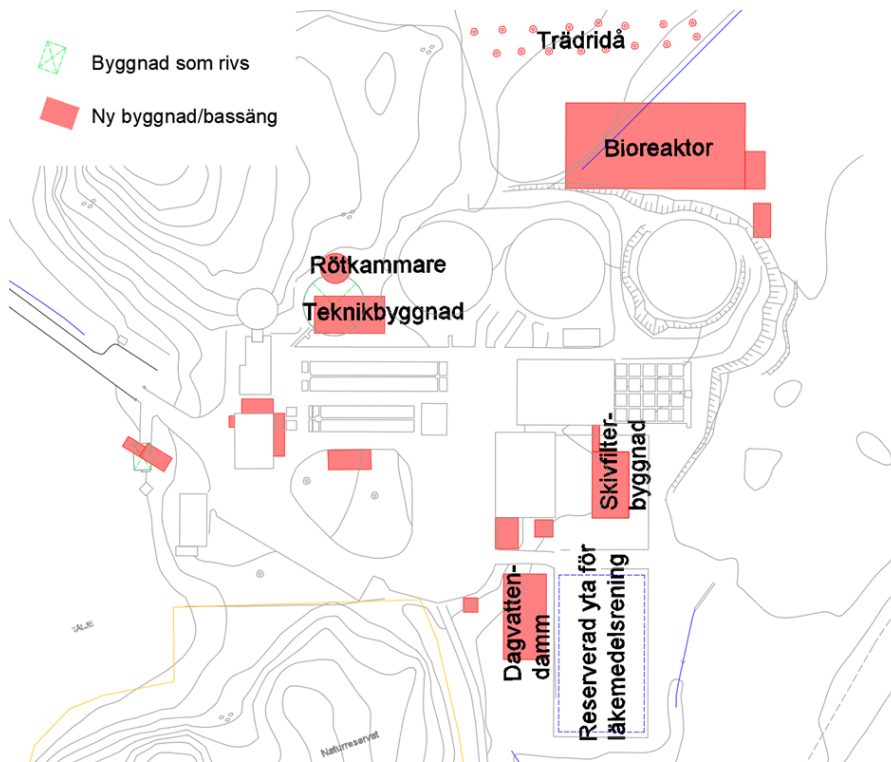 Trädridå
Byggnad som rivs
Ny byggnad/bassäng
Bioreaktor
Rötkammare
Teknikbyggnad
Skivfilter-
byggnad
Dagvatten-
damm
Reserverad yta för
läkemedelsrening
TÄLJE
Naturreservat